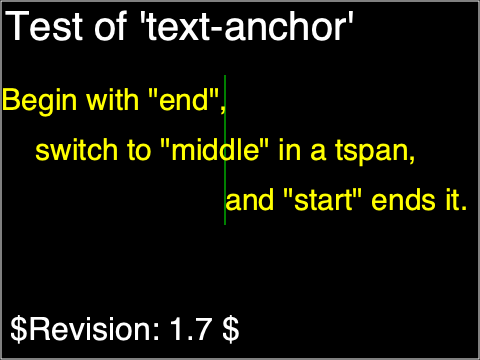 Test of 'text-anchor'
Begin with "end",
switch to "middle" in a tspan,
and "start" ends it.
$Revision: 1.7 $